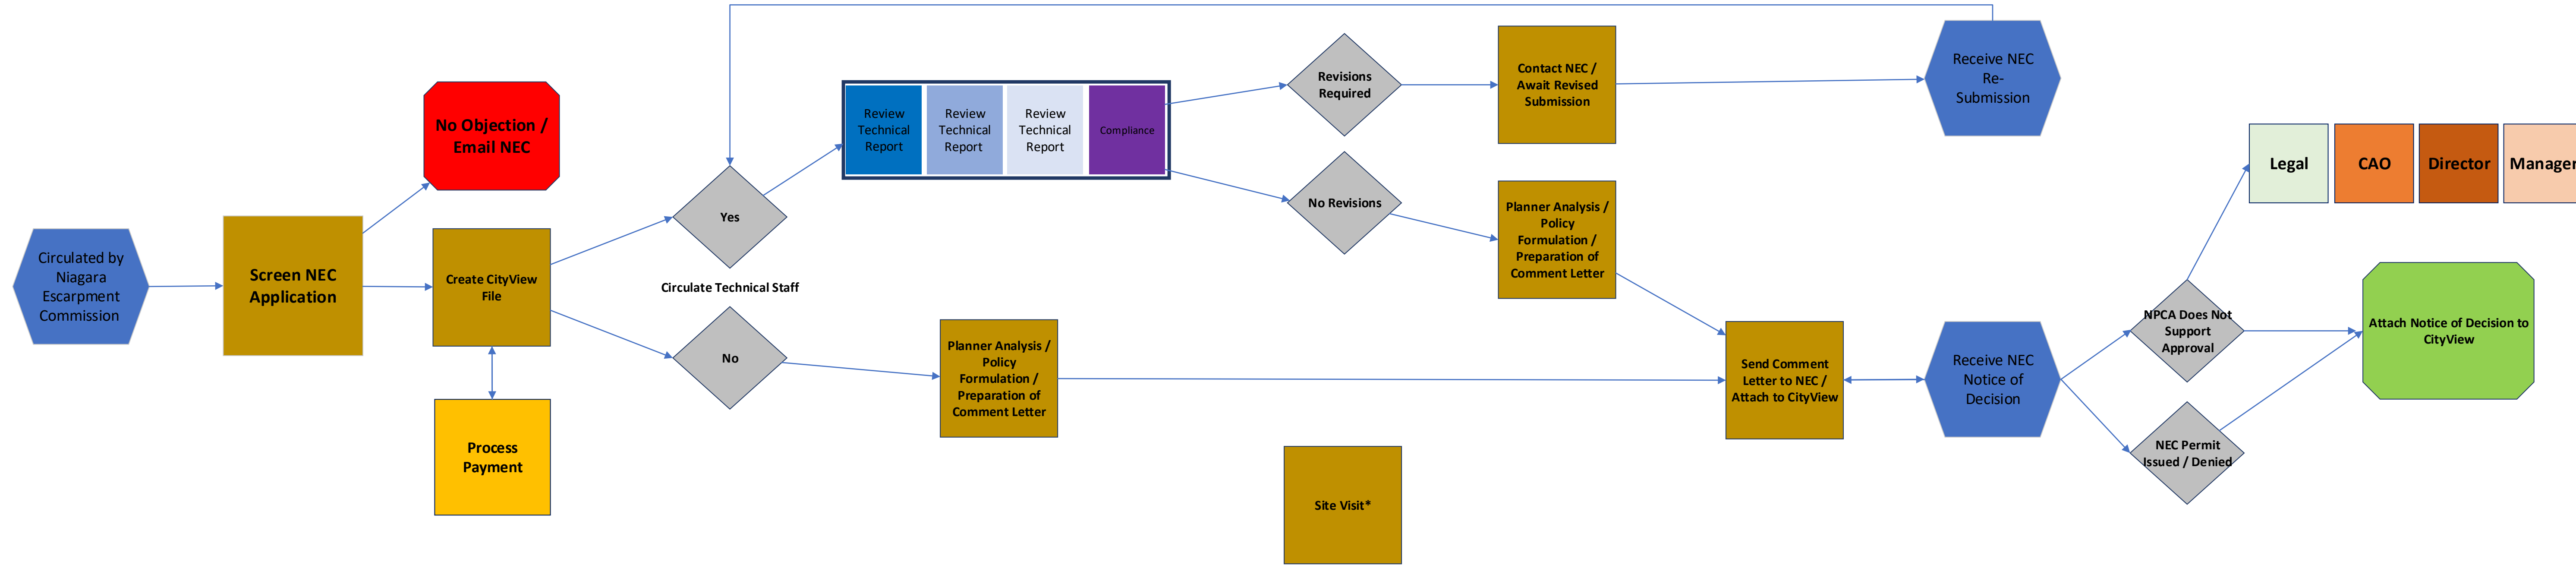 Circulated by
Niagara
Escarpment
Commission
Screen NEC
Application
No Objection /
Email NEC
Create CityView
File
Process
Payment
Yes
Circulate Technical Staff
No
Review
Technical
Report
Review
Technical
Report
Review
Technical
Report
Compliance
Planner Analysis /
Policy
Formulation /
Preparation of
Comment Letter
Revisions
Required
No Revisions
Site Visit*
Contact NEC /
Await Revised
Submission
Planner Analysis /
Policy
Formulation /
Preparation of
Comment Letter
Send Comment
Letter to NEC /
Attach to CityView
Receive NEC
Re-
Submission
Receive NEC
Notice of
Decision
NPCA Does Not
Support
Approval
NEC Permit
Issued / Denied
Legal
CAO
Director
Manager
Attach Notice of Decision to
CityView